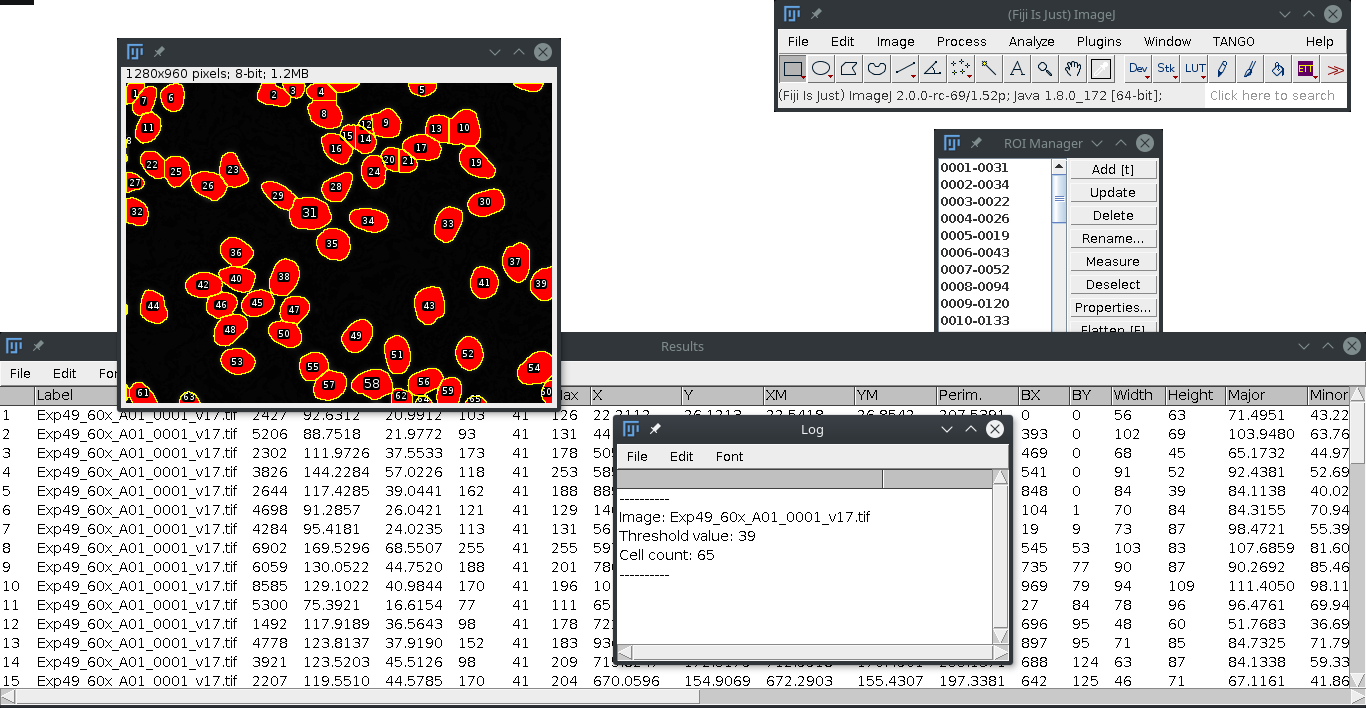 1280x960 pixels; 8-bit; 1.2MB
1
7
6
2
3
4
5
8
11
12
9
13
10
15
14
16
17
20
21
19
22
25
23
24
26
27
28
29
30
32
31
34
33
35
36
37
40
38
42
41
39
44
46
45
47
43
48
50
49
53
51
52
55
54
57
58
56
61
63
62
64
59
60
(Fiji Is Just) ImageJ
File Edit Image Process Analyze Plugins Window TANGO Help
Dev Stk LUT ETT >>
(Fiji Is Just) ImageJ 2.0.0-rc-69/1.52p; Java 1.8.0_172 [64-bit]; Click here to search
ROI Manager
0001-0031
0002-0034
0003-0022
0004-0026
0005-0019
0006-0043
0007-0052
0008-0094
0009-0120
0010-0133
Add [t]
Update
Delete
Rename...
Measure
Deselect
Properties...
Flatten [F]
Results
File Edit
Label X Y XM YM Perim. BX BY Width Height Major Minor
1 Exp49_60x_A01_0001_v17.tif 2427 92.6312 20.9912 103 41 126 0 0 56 63 71.4951 43.22
2 Exp49_60x_A01_0001_v17.tif 5206 88.7518 21.9772 93 41 131 44 393 0 102 69 103.9480 63.76
3 Exp49_60x_A01_0001_v17.tif 2302 111.9726 37.5533 173 41 178 469 0 68 45 65.1732 44.97
4 Exp49_60x_A01_0001_v17.tif 3826 144.2284 57.0226 118 41 253 541 0 91 52 92.4381 52.69
5 Exp49_60x_A01_0001_v17.tif 2644 117.4285 39.0441 162 41 188 848 0 84 39 84.1138 40.02
6 Exp49_60x_A01_0001_v17.tif 4698 91.2857 26.0421 121 41 129 104 1 70 84 84.3155 70.94
7 Exp49_60x_A01_0001_v17.tif 4284 95.4181 24.0235 113 41 131 56 19 9 73 87 98.4721 55.39
8 Exp49_60x_A01_0001_v17.tif 6902 169.5296 68.5507 255 41 255 545 53 103 83 107.6859 81.60
9 Exp49_60x_A01_0001_v17.tif 6059 130.0522 44.7520 188 41 201 735 77 90 87 90.2692 85.46
10 Exp49_60x_A01_0001_v17.tif 8585 129.1022 40.9844 170 41 196 10 969 79 94 109 111.4050 98.11
11 Exp49_60x_A01_0001_v17.tif 5300 75.3921 16.6154 77 41 111 65 27 84 78 96 96.4761 69.94
12 Exp49_60x_A01_0001_v17.tif 1492 117.9189 36.5643 98 41 178 696 95 48 60 51.7683 36.69
13 Exp49_60x_A01_0001_v17.tif 4778 123.8137 37.9190 152 41 183 897 95 71 85 84.7325 71.79
14 Exp49_60x_A01_0001_v17.tif 3921 123.5203 45.5126 98 41 209 688 124 63 87 84.1338 59.33
15 Exp49_60x_A01_0001_v17.tif 2207 119.5510 44.5785 170 41 204 670.0596 154.9069 672.2903 155.4307 197.3381 642 125 46 71 67.1161 41.86
Log
File Edit Font
----------
Image: Exp49_60x_A01_0001_v17.tif
Threshold value: 39
Cell count: 65
----------